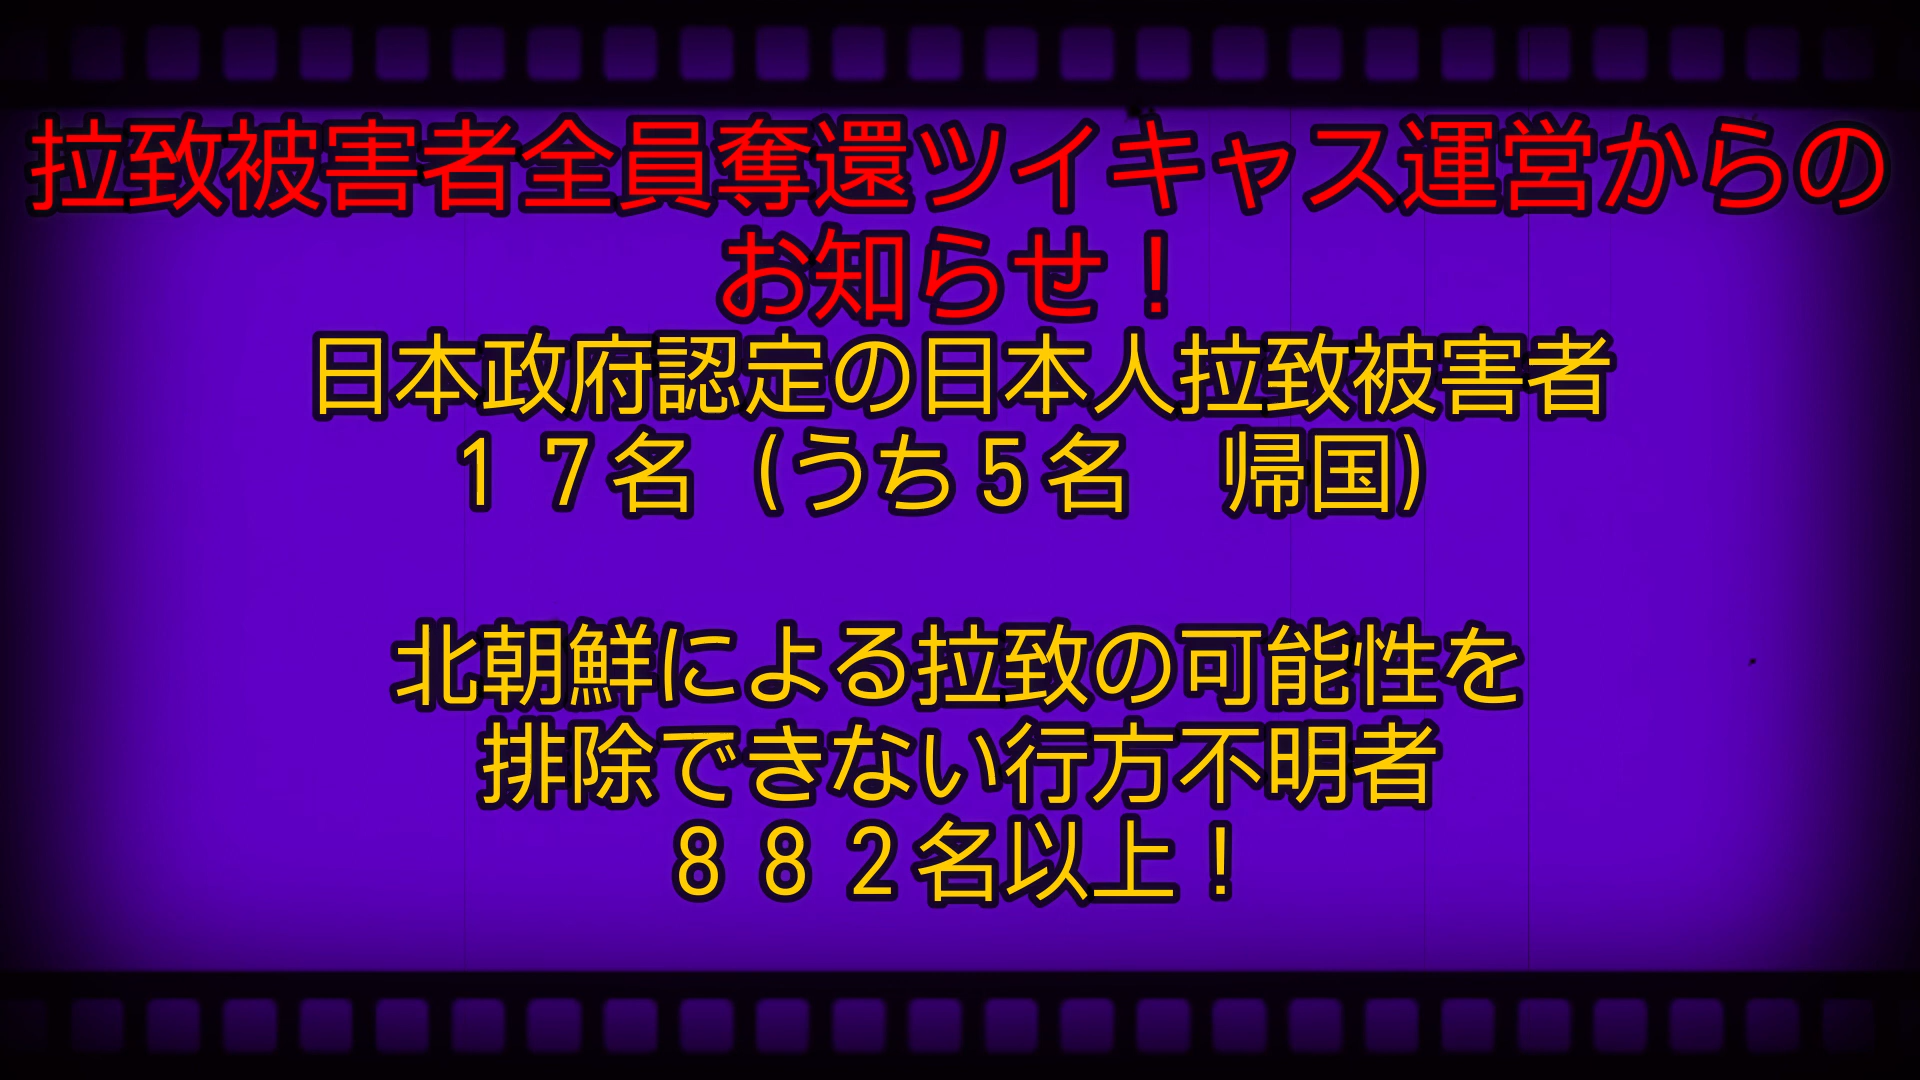 拉致被害者全員奪還ツイキャス運営からの
お知らせ！
日本政府認定の日本人拉致被害者
１７名（うち５名　帰国）
北朝鮮による拉致の可能性を
排除できない行方不明者
８８２名以上！